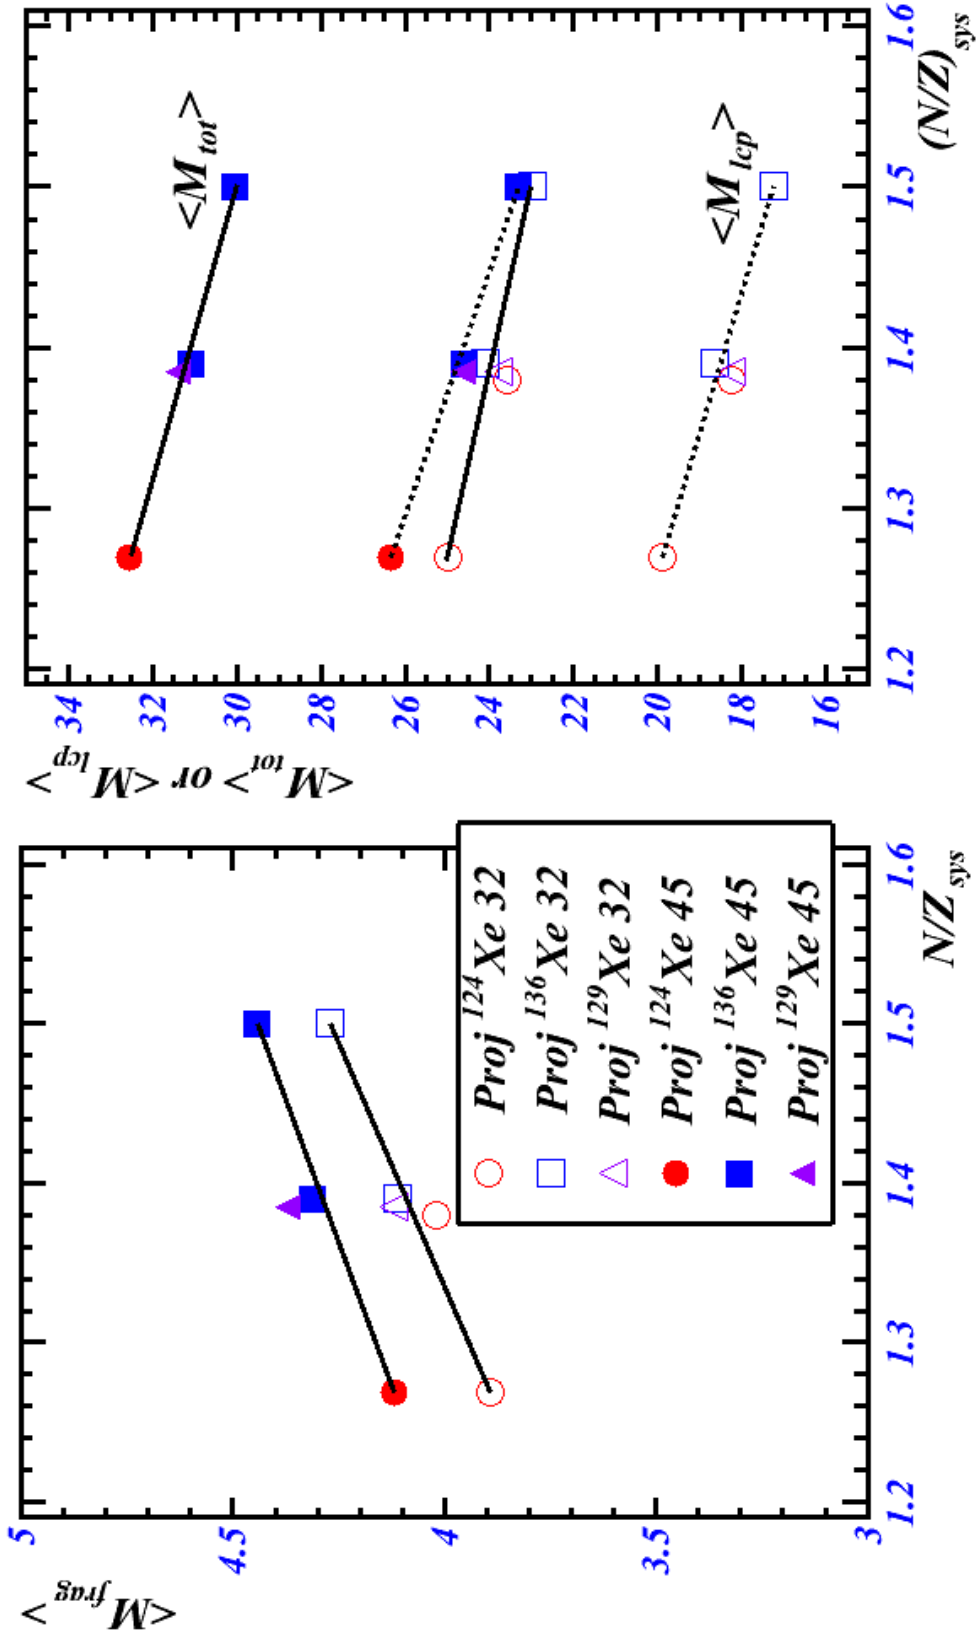 <M_frag>
5
4.5
4
3.5
3
1.2 1.3 1.4 1.5 1.6
N/Z_sys
Proj ^124Xe 32
Proj ^136Xe 32
Proj ^129Xe 32
Proj ^124Xe 45
Proj ^136Xe 45
Proj ^129Xe 45
<M_tot> or <M_lcp>
34
32
30
28
26
24
22
20
18
16
<M_tot>
<M_lcp>
1.2 1.3 1.4 1.5 1.6
(N/Z)_sys